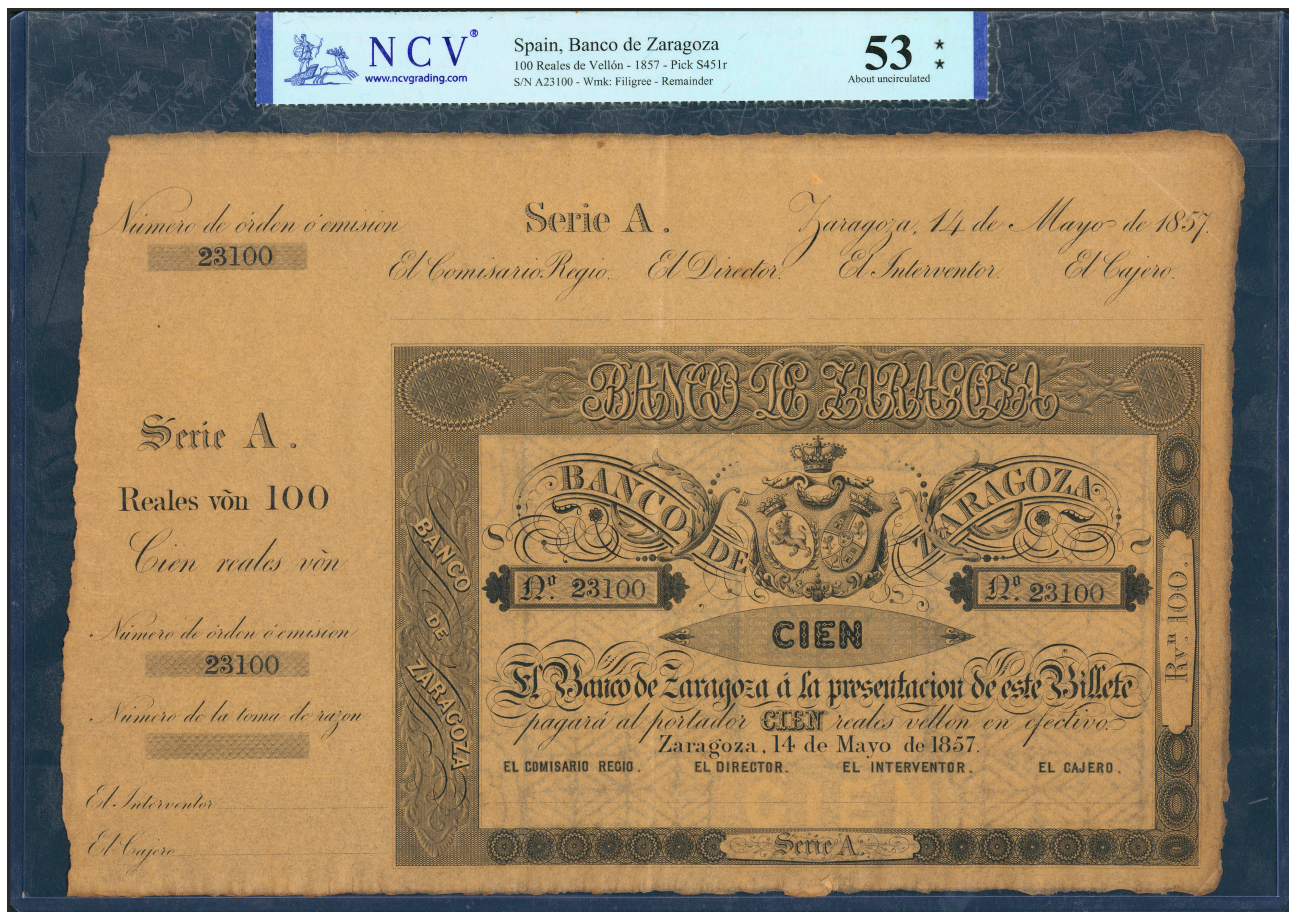 NCV®
www.ncvgrading.com
Spain, Banco de Zaragoza
100 Reales de Vellón - 1857 - Pick S451r
S/N A23100 - Wmk: Filigree - Remainder
53
About uncirculated
Número de órden ó emision
23100
Serie A.
Zaragoza, 14 de Mayo de 1857.
El Comisario Regio. El Director. El Interventor. El Cajero.
Serie A.
Reales vōn 100
Cien reales vōn
Número de órden ó emision
23100
Número de la toma de razon
El Interventor
El Cajero
BANCO DE ZARAGOZA
BANCO DE ZARAGOZA
BANCO DE ZARAGOZA
Nº. 23100
Nº. 23100
CIEN
El Banco de Zaragoza á la presentacion de este Billete
pagará al portador CIEN reales vellon en efectivo.
Zaragoza, 14 de Mayo de 1857.
EL COMISARIO REGIO. EL DIRECTOR. EL INTERVENTOR. EL CAJERO.
Rvⁿ 100.
Serie A.